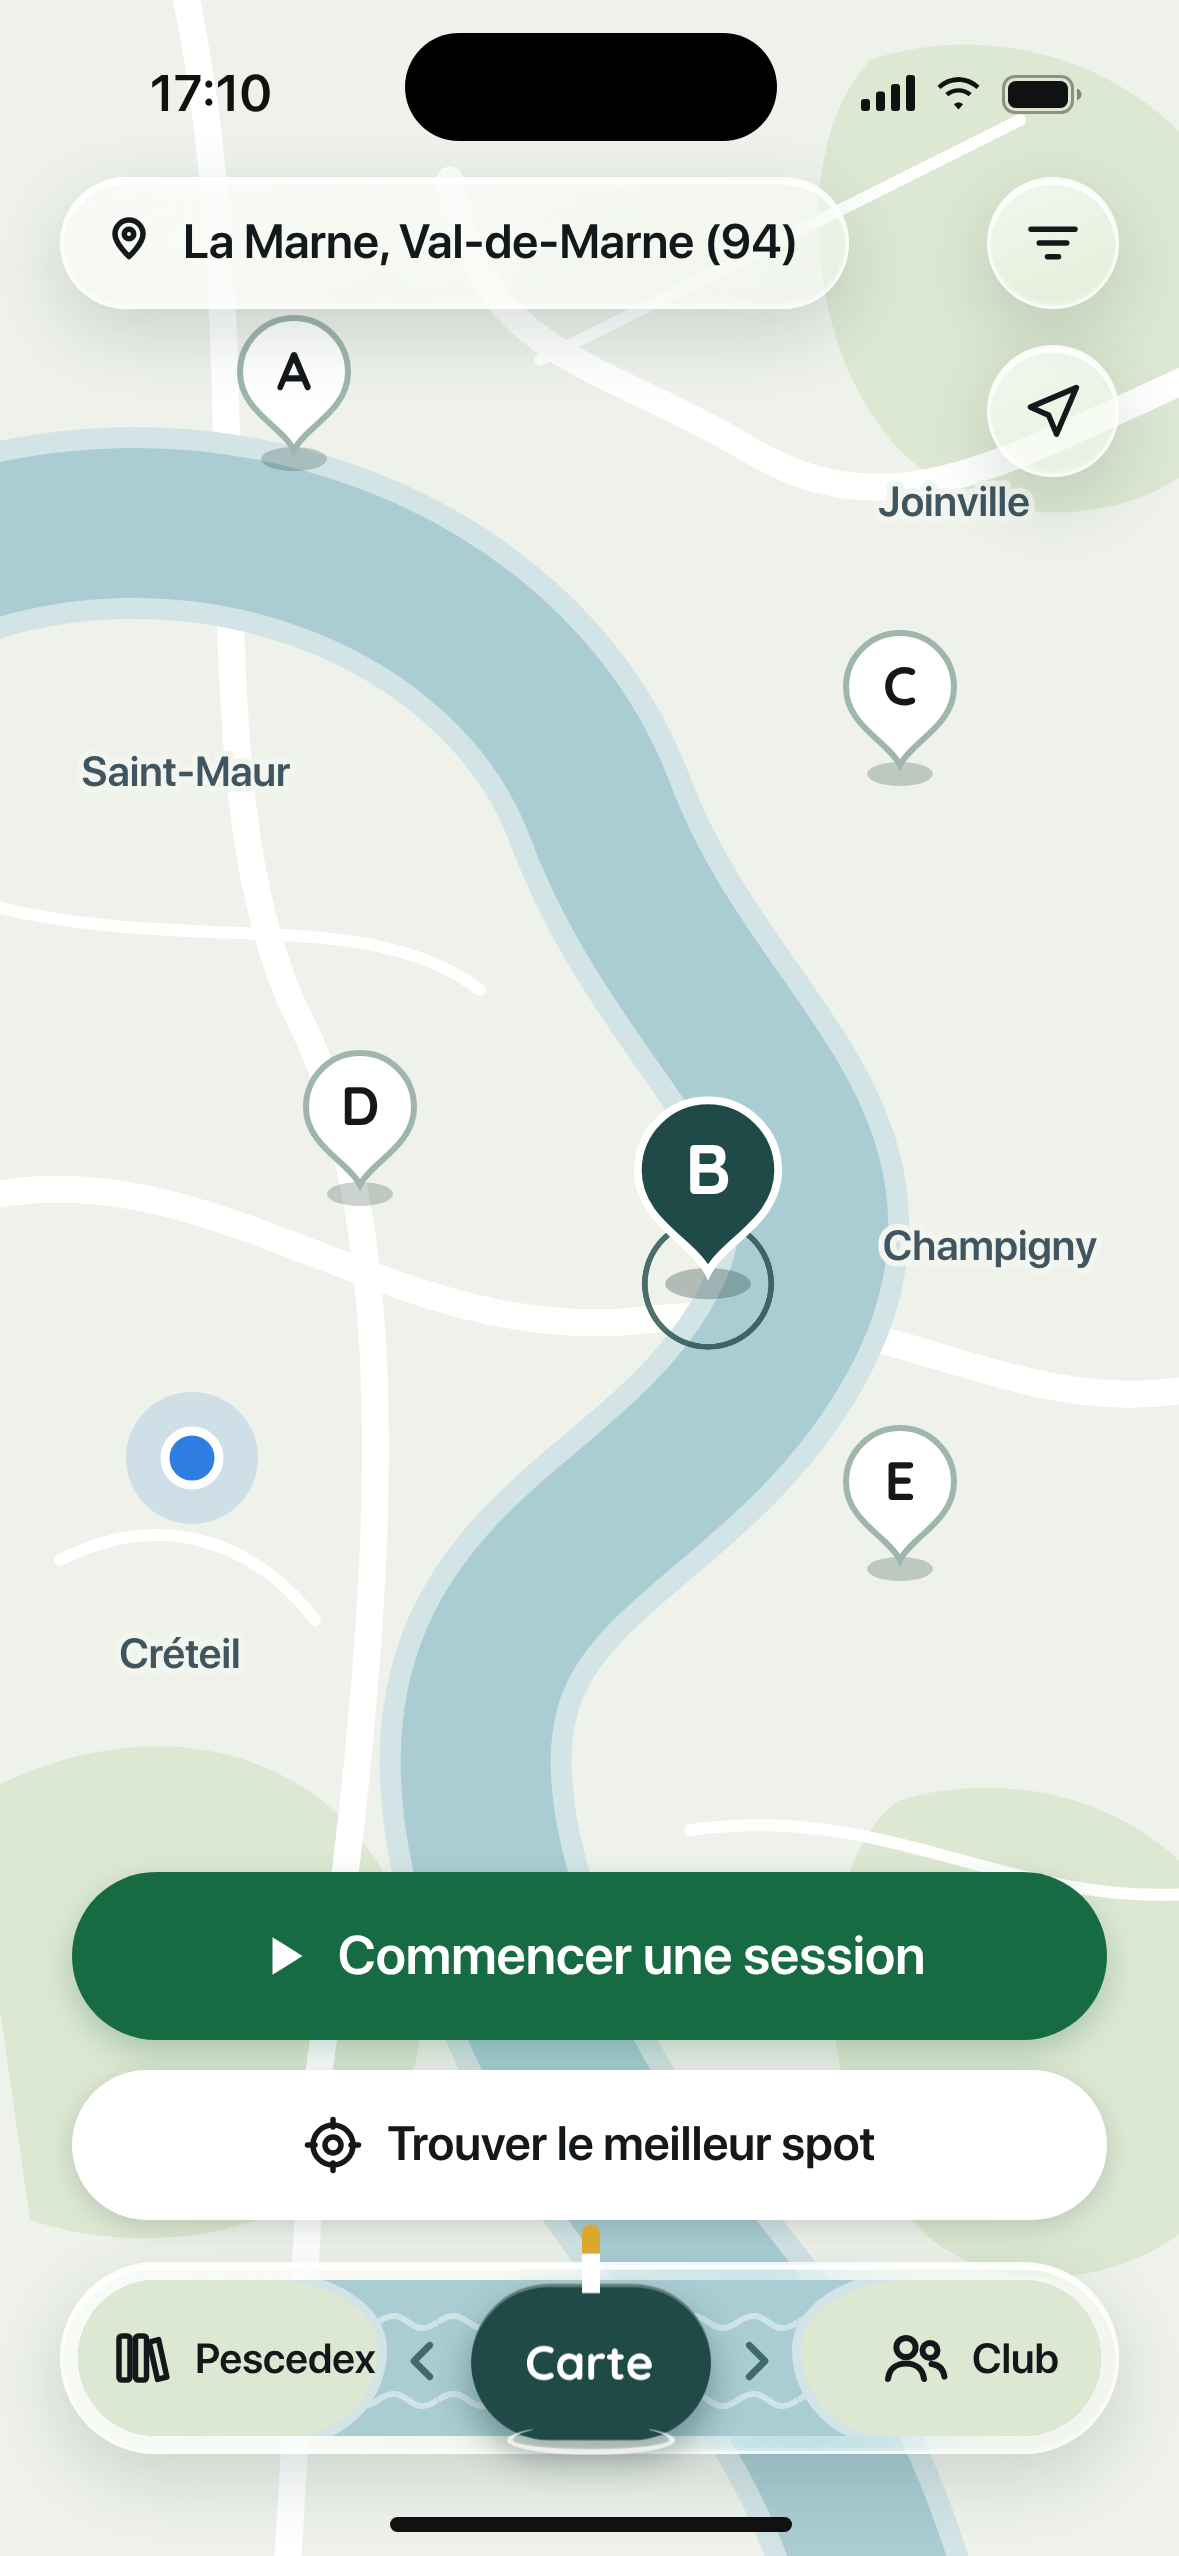 17:10
La Marne, Val-de-Marne (94)
A
Joinville
C
Saint-Maur
D
B
Champigny
E
Créteil
Commencer une session
Trouver le meilleur spot
Pescedex
Carte
Club